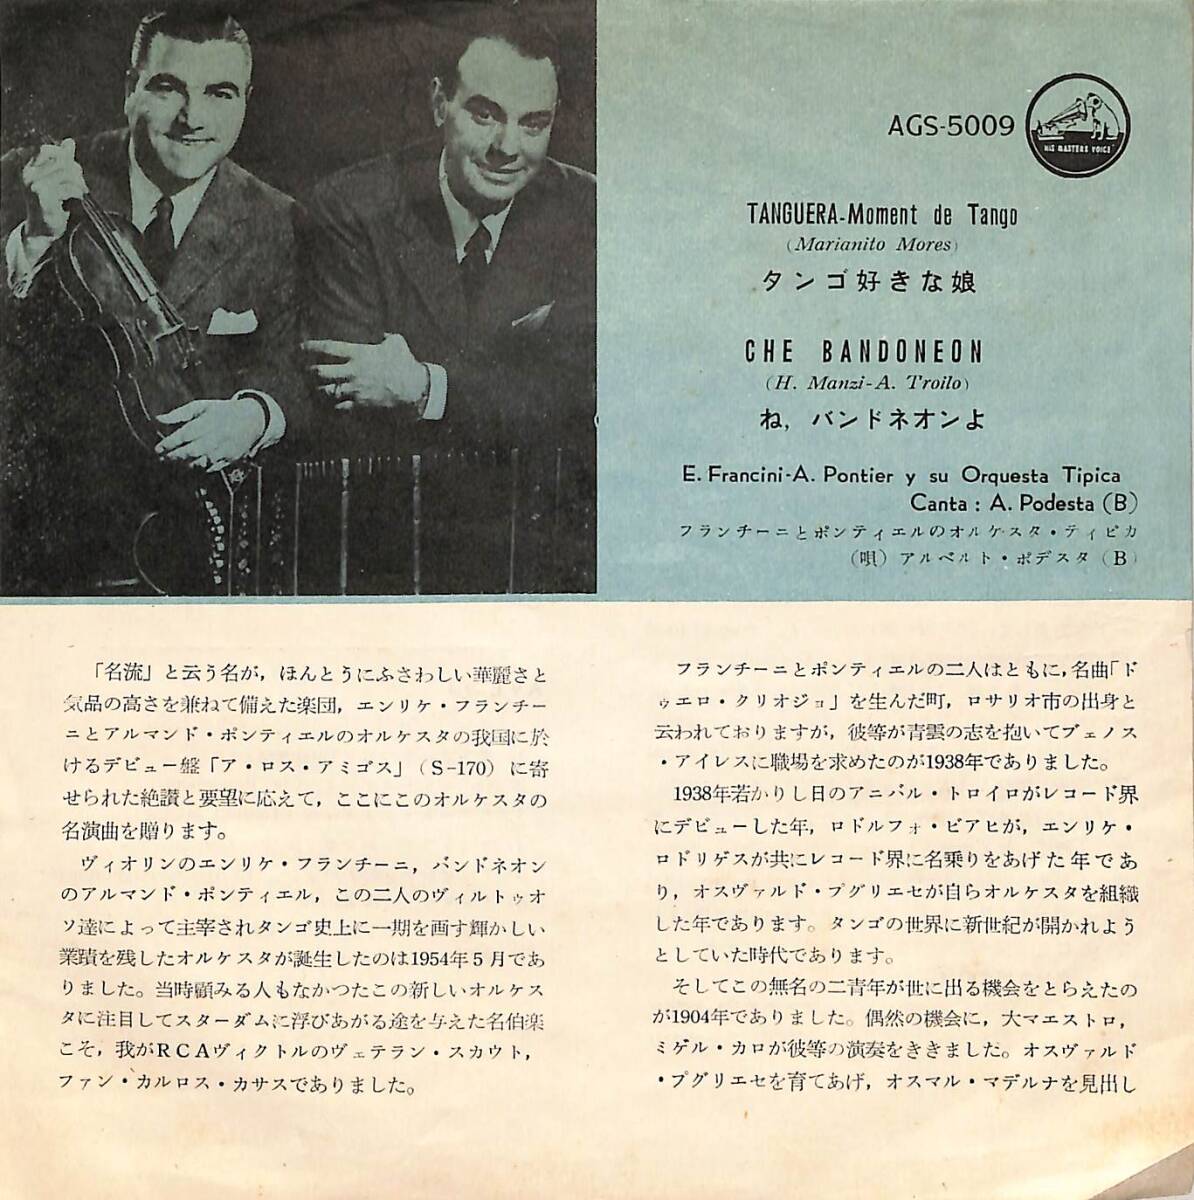 AGS-5009
HIS MASTERS VOICE
TANGUERA-Moment de Tango
(Marianito Mores)
タンゴ好きな娘
CHE BANDONEON
(H. Manzi-A. Troilo)
ね，バンドネオンよ
E. Francini-A. Pontier y su Orquesta Tipica
Canta : A. Podesta (B)
フランチーニとポンティエルのオルケスタ・ティピカ
(唄) アルベルト・ポデスタ (B)
「名流」と云う名が，ほんとうにふさわしい華麗さと
気品の高さを兼ねて備えた楽団，エンリケ・フランチー
ニとアルマンド・ポンティエルのオルケスタの我国に於
けるデビュー盤「ア・ロス・アミゴス」(S-170) に寄
せられた絶讃と要望に応えて，ここにこのオルケスタの
名演曲を贈ります。
ヴィオリンのエンリケ・フランチーニ，バンドネオン
のアルマンド・ポンティエル，この二人のヴィルトゥオ
ソ達によって主宰されタンゴ史上に一期を画す輝かしい
業蹟を残したオルケスタが誕生したのは1954年5月であ
りました。当時顧みる人もなかつたこの新しいオルケス
タに注目してスターダムに浮びあがる途を与えた名伯楽
こそ，我がRCAヴィクトルのヴェテラン・スカウト，
ファン・カルロス・カサスでありました。
フランチーニとポンティエルの二人はともに，名曲「ド
ゥエロ・クリオジョ」を生んだ町，ロサリオ市の出身と
云われておりますが，彼等が青雲の志を抱いてブェノス
・アイレスに職場を求めたのが1938年でありました。
1938年若かりし日のアニバル・トロイロがレコード界
にデビューした年，ロドルフォ・ビアヒが，エンリケ・
ロドリゲスが共にレコード界に名乗りをあげた年であ
り，オスヴァルド・プグリエセが自らオルケスタを組織
した年であります。タンゴの世界に新世紀が開かれよう
としていた時代であります。
そしてこの無名の二青年が世に出る機会をとらえたの
が1904年でありました。偶然の機会に，大マエストロ，
ミゲル・カロが彼等の演奏をききました。オスヴァルド
・プグリエセを育てあげ，オスマル・マデルナを見出し